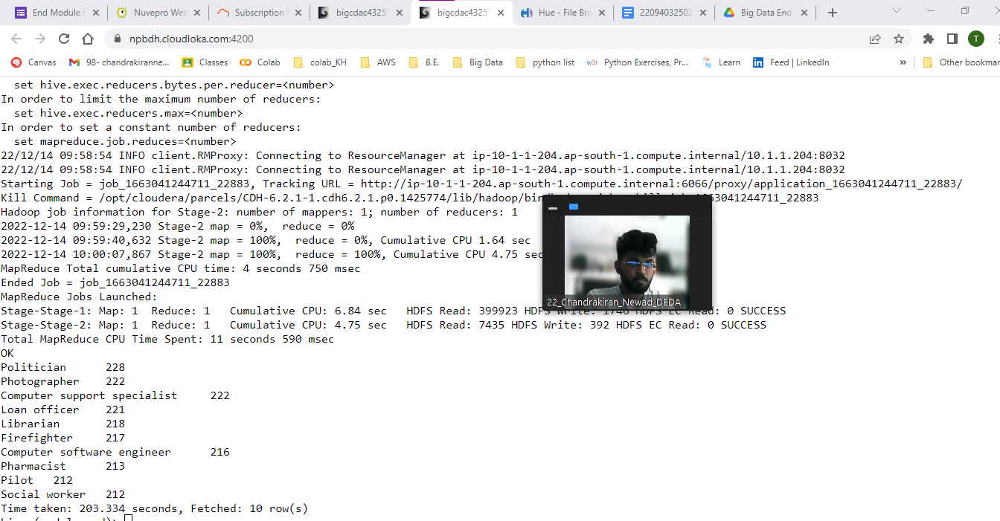 End Module C
Nuvepro Web
Subscription
bigcdac43257
bigcdac43257
Hue - File Bro
22094032502
Big Data End
npbdh.cloudloka.com:4200
T
Canvas
98- chandrakiranne...
Classes
Colab
colab_KH
AWS
B.E.
Big Data
python list
w3r
Python Exercises, Pr...
Learn
Feed | LinkedIn
»
Other bookmar
set hive.exec.reducers.bytes.per.reducer=<number>
In order to limit the maximum number of reducers:
set hive.exec.reducers.max=<number>
In order to set a constant number of reducers:
set mapreduce.job.reduces=<number>
22/12/14 09:58:54 INFO client.RMProxy: Connecting to ResourceManager at ip-10-1-1-204.ap-south-1.compute.internal/10.1.1.204:8032
22/12/14 09:58:54 INFO client.RMProxy: Connecting to ResourceManager at ip-10-1-1-204.ap-south-1.compute.internal/10.1.1.204:8032
Starting Job = job_1663041244711_22883, Tracking URL = http://ip-10-1-1-204.ap-south-1.compute.internal:6066/proxy/application_1663041244711_22883/
Kill Command = /opt/cloudera/parcels/CDH-6.2.1-1.cdh6.2.1.p0.1425774/lib/hadoop/bin 63041244711_22883
Hadoop job information for Stage-2: number of mappers: 1; number of reducers: 1
2022-12-14 09:59:29,230 Stage-2 map = 0%,  reduce = 0%
2022-12-14 09:59:40,632 Stage-2 map = 100%,  reduce = 0%, Cumulative CPU 1.64 sec
2022-12-14 10:00:07,867 Stage-2 map = 100%,  reduce = 100%, Cumulative CPU 4.75 sec
MapReduce Total cumulative CPU time: 4 seconds 750 msec
Ended Job = job_1663041244711_22883
MapReduce Jobs Launched:
22_Chandrakiran_Newad_DBDA
Stage-Stage-1: Map: 1  Reduce: 1   Cumulative CPU: 6.84 sec   HDFS Read: 399923 HDFS Write: 1746 HDFS EC Read: 0 SUCCESS
Stage-Stage-2: Map: 1  Reduce: 1   Cumulative CPU: 4.75 sec   HDFS Read: 7435 HDFS Write: 392 HDFS EC Read: 0 SUCCESS
Total MapReduce CPU Time Spent: 11 seconds 590 msec
OK
Politician 228
Photographer 222
Computer support specialist 222
Loan officer 221
Librarian 218
Firefighter 217
Computer software engineer 216
Pharmacist 213
Pilot 212
Social worker 212
Time taken: 203.334 seconds, Fetched: 10 row(s)